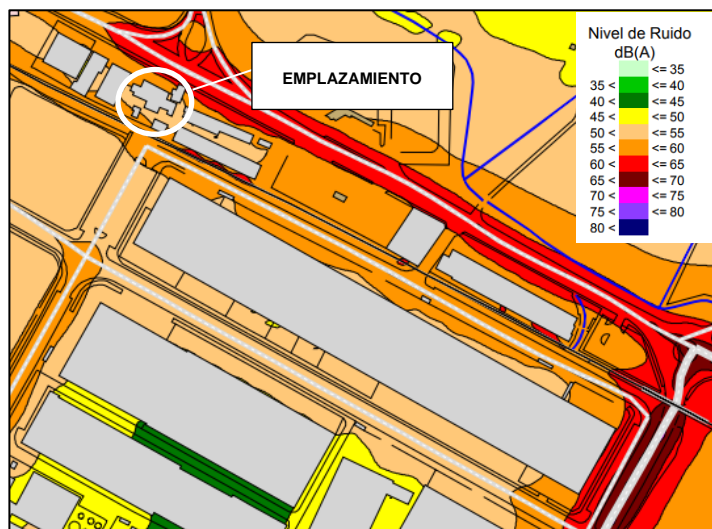 EMPLAZAMIENTO
Nivel de Ruido
dB(A)
<= 35
35 < <= 40
40 < <= 45
45 < <= 50
50 < <= 55
55 < <= 60
60 < <= 65
65 < <= 70
70 < <= 75
75 < <= 80
80 <